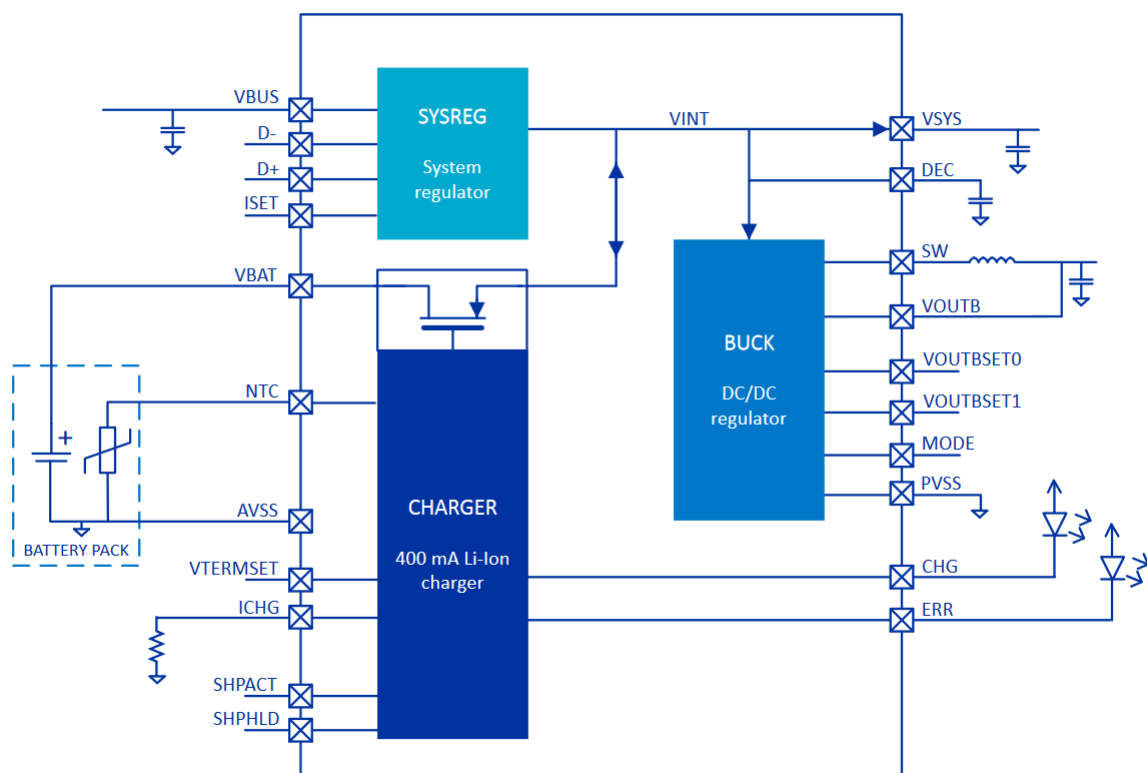 VBUS
D-
D+
ISET
SYSREG
System
regulator
VINT
VSYS
DEC
VBAT
SW
VOUTB
BUCK
DC/DC
regulator
VOUTBSET0
VOUTBSET1
MODE
PVSS
NTC
+
AVSS
BATTERY PACK
CHARGER
400 mA Li-Ion
charger
VTERMSET
ICHG
SHPACT
SHPHLD
CHG
ERR